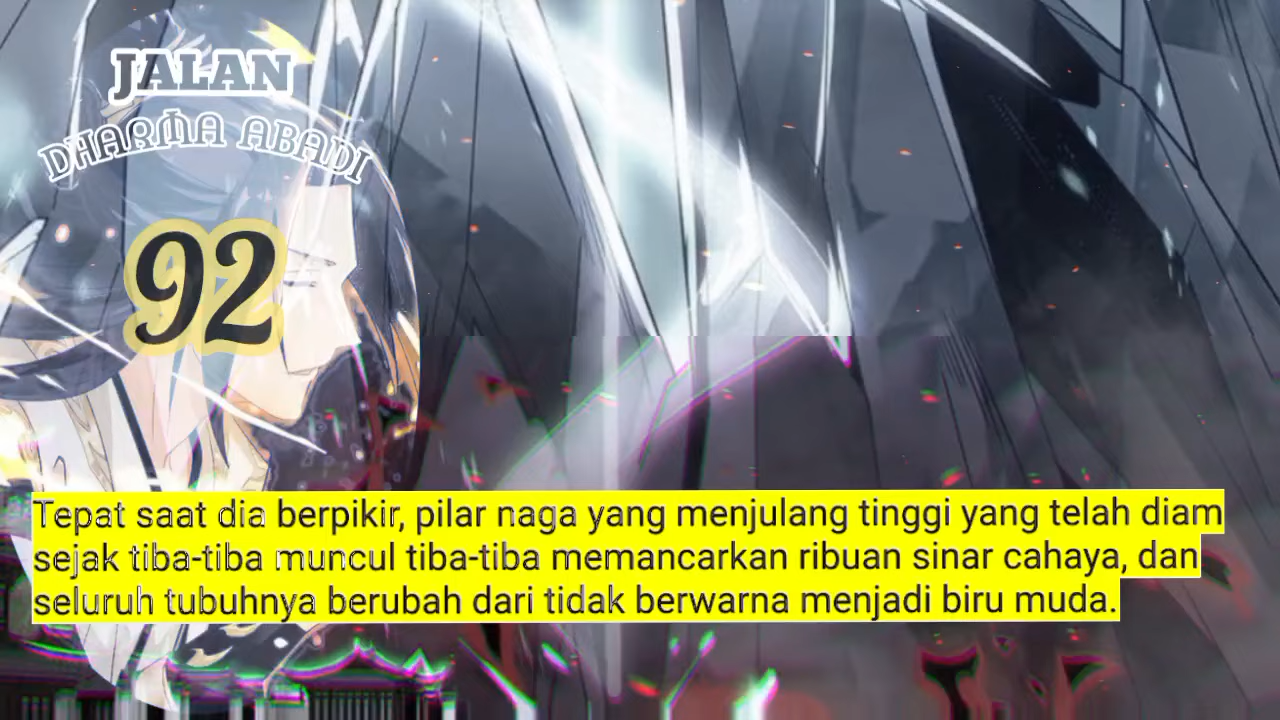 JALAN
DHARMA ABADI
92
Tepat saat dia berpikir, pilar naga yang menjulang tinggi yang telah diam
sejak tiba-tiba muncul tiba-tiba memancarkan ribuan sinar cahaya, dan
seluruh tubuhnya berubah dari tidak berwarna menjadi biru muda.